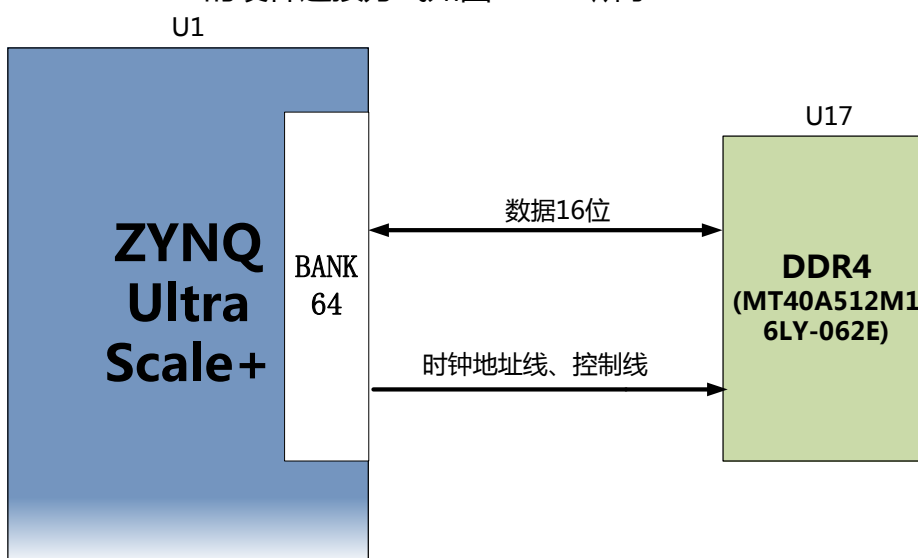 U1
U17
数据16位
ZYNQ
Ultra
Scale+
BANK
64
DDR4
(MT40A512M1
6LY-062E)
时钟地址线、控制线